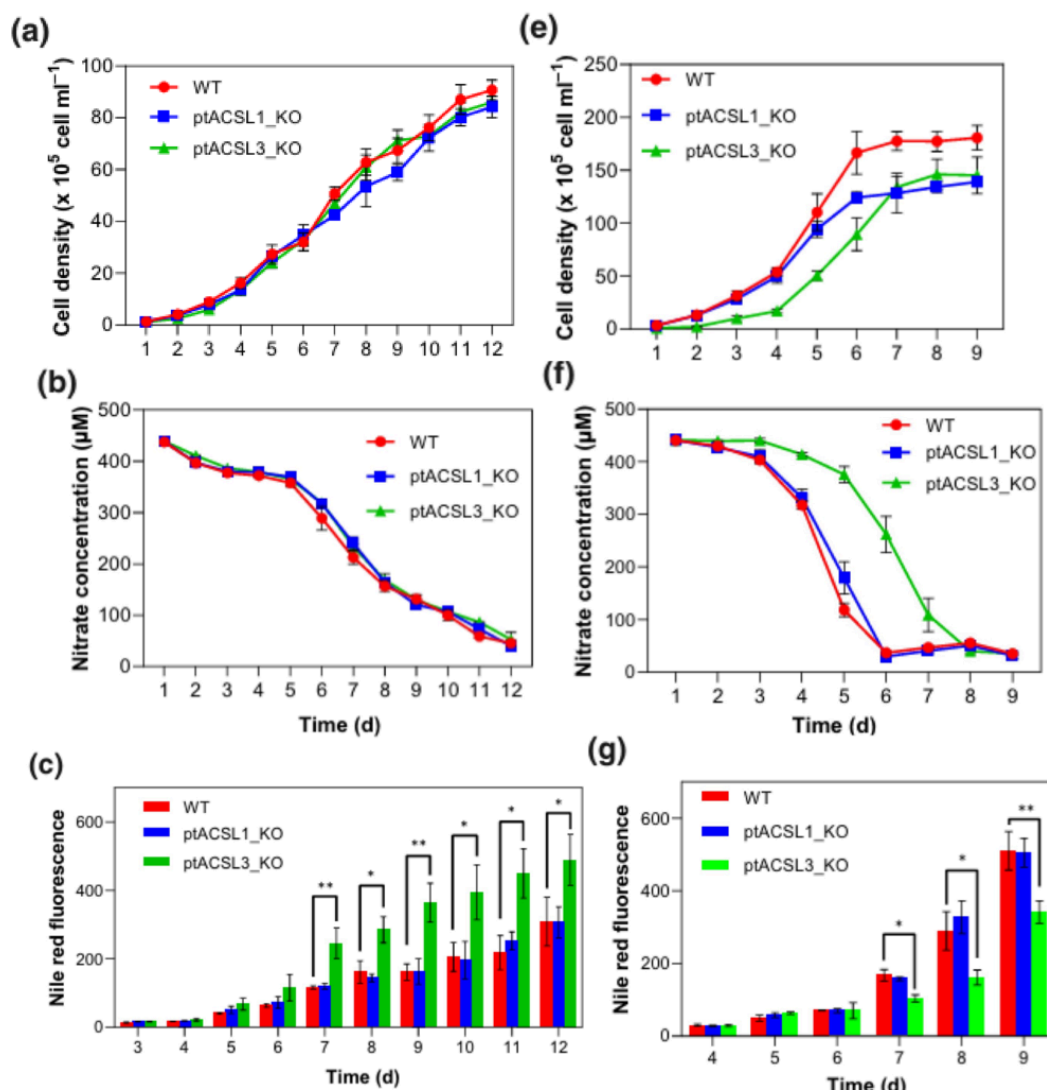 (a)
Cell density (x 10⁵ cell ml⁻¹)
100
80
60
40
20
0
WT
ptACSL1_KO
ptACSL3_KO
1 2 3 4 5 6 7 8 9 10 11 12
(e)
Cell density (x 10⁵ cell ml⁻¹)
250
200
150
100
50
0
WT
ptACSL1_KO
ptACSL3_KO
1 2 3 4 5 6 7 8 9
(b)
Nitrate concentration (µM)
500
400
300
200
100
0
WT
ptACSL1_KO
ptACSL3_KO
1 2 3 4 5 6 7 8 9 10 11 12
Time (d)
(f)
Nitrate concentration (µM)
500
400
300
200
100
0
WT
ptACSL1_KO
ptACSL3_KO
1 2 3 4 5 6 7 8 9
Time (d)
(c)
Nile red fluorescence
600
400
200
0
WT
ptACSL1_KO
ptACSL3_KO
** * ** * * *
3 4 5 6 7 8 9 10 11 12
Time (d)
(g)
Nile red fluorescence
600
400
200
0
WT
ptACSL1_KO
ptACSL3_KO
* * **
4 5 6 7 8 9
Time (d)